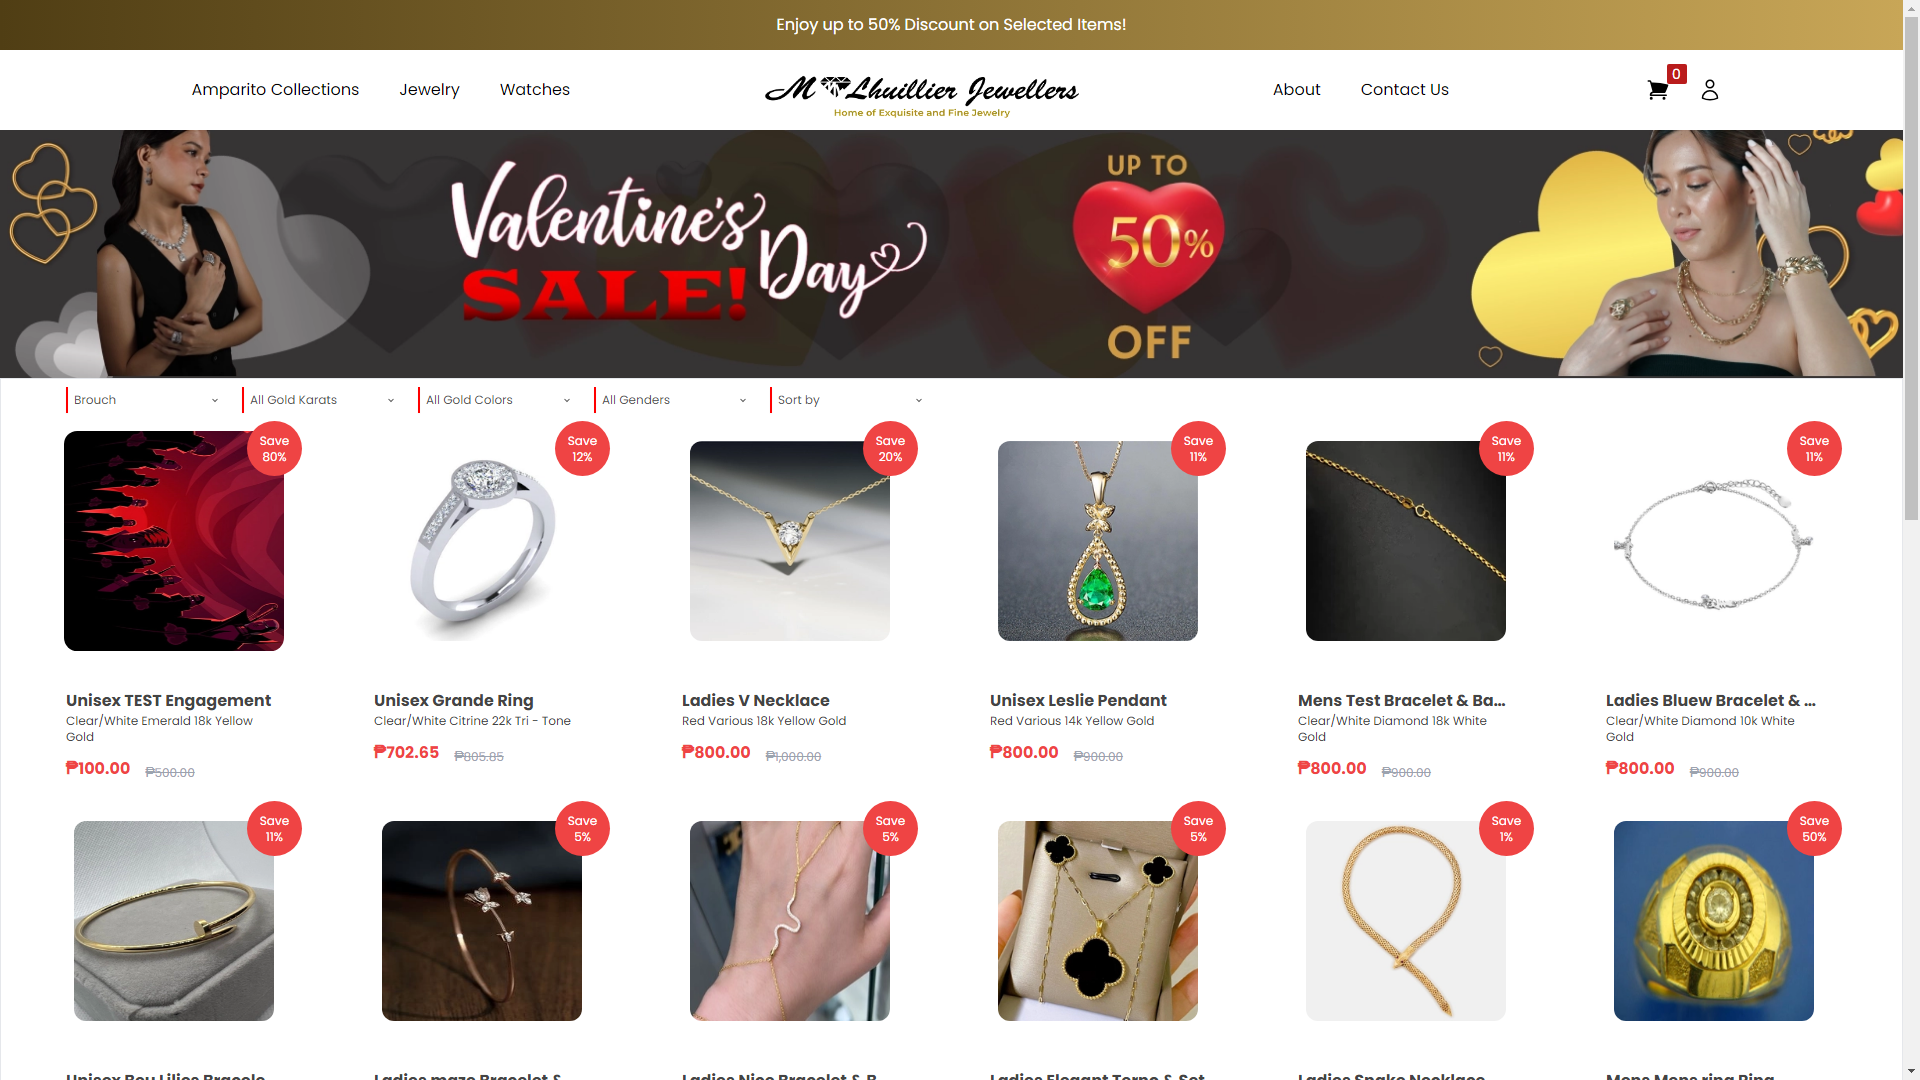 Enjoy up to 50% Discount on Selected Items!
Amparito Collections
Jewelry
Watches
M Lhuillier Jewellers
Home of Exquisite and Fine Jewelry
About
Contact Us
0
Valentine's
Day
SALE!
UP TO
50%
OFF
Brouch
All Gold Karats
All Gold Colors
All Genders
Sort by
Save
80%
Save
12%
Save
20%
Save
11%
Save
11%
Save
11%
Unisex TEST Engagement
Clear/White Emerald 18k Yellow
Gold
₱100.00 ₱500.00
Unisex Grande Ring
Clear/White Citrine 22k Tri - Tone
₱702.65 ₱805.85
Ladies V Necklace
Red Various 18k Yellow Gold
₱800.00 ₱1,000.00
Unisex Leslie Pendant
Red Various 14k Yellow Gold
₱800.00 ₱900.00
Mens Test Bracelet & Ba...
Clear/White Diamond 18k White
Gold
₱800.00 ₱900.00
Ladies Bluew Bracelet & ...
Clear/White Diamond 10k White
Gold
₱800.00 ₱900.00
Save
11%
Save
5%
Save
5%
Save
5%
Save
1%
Save
50%
Ladies Snake Necklace
Mens Mens ring Ring